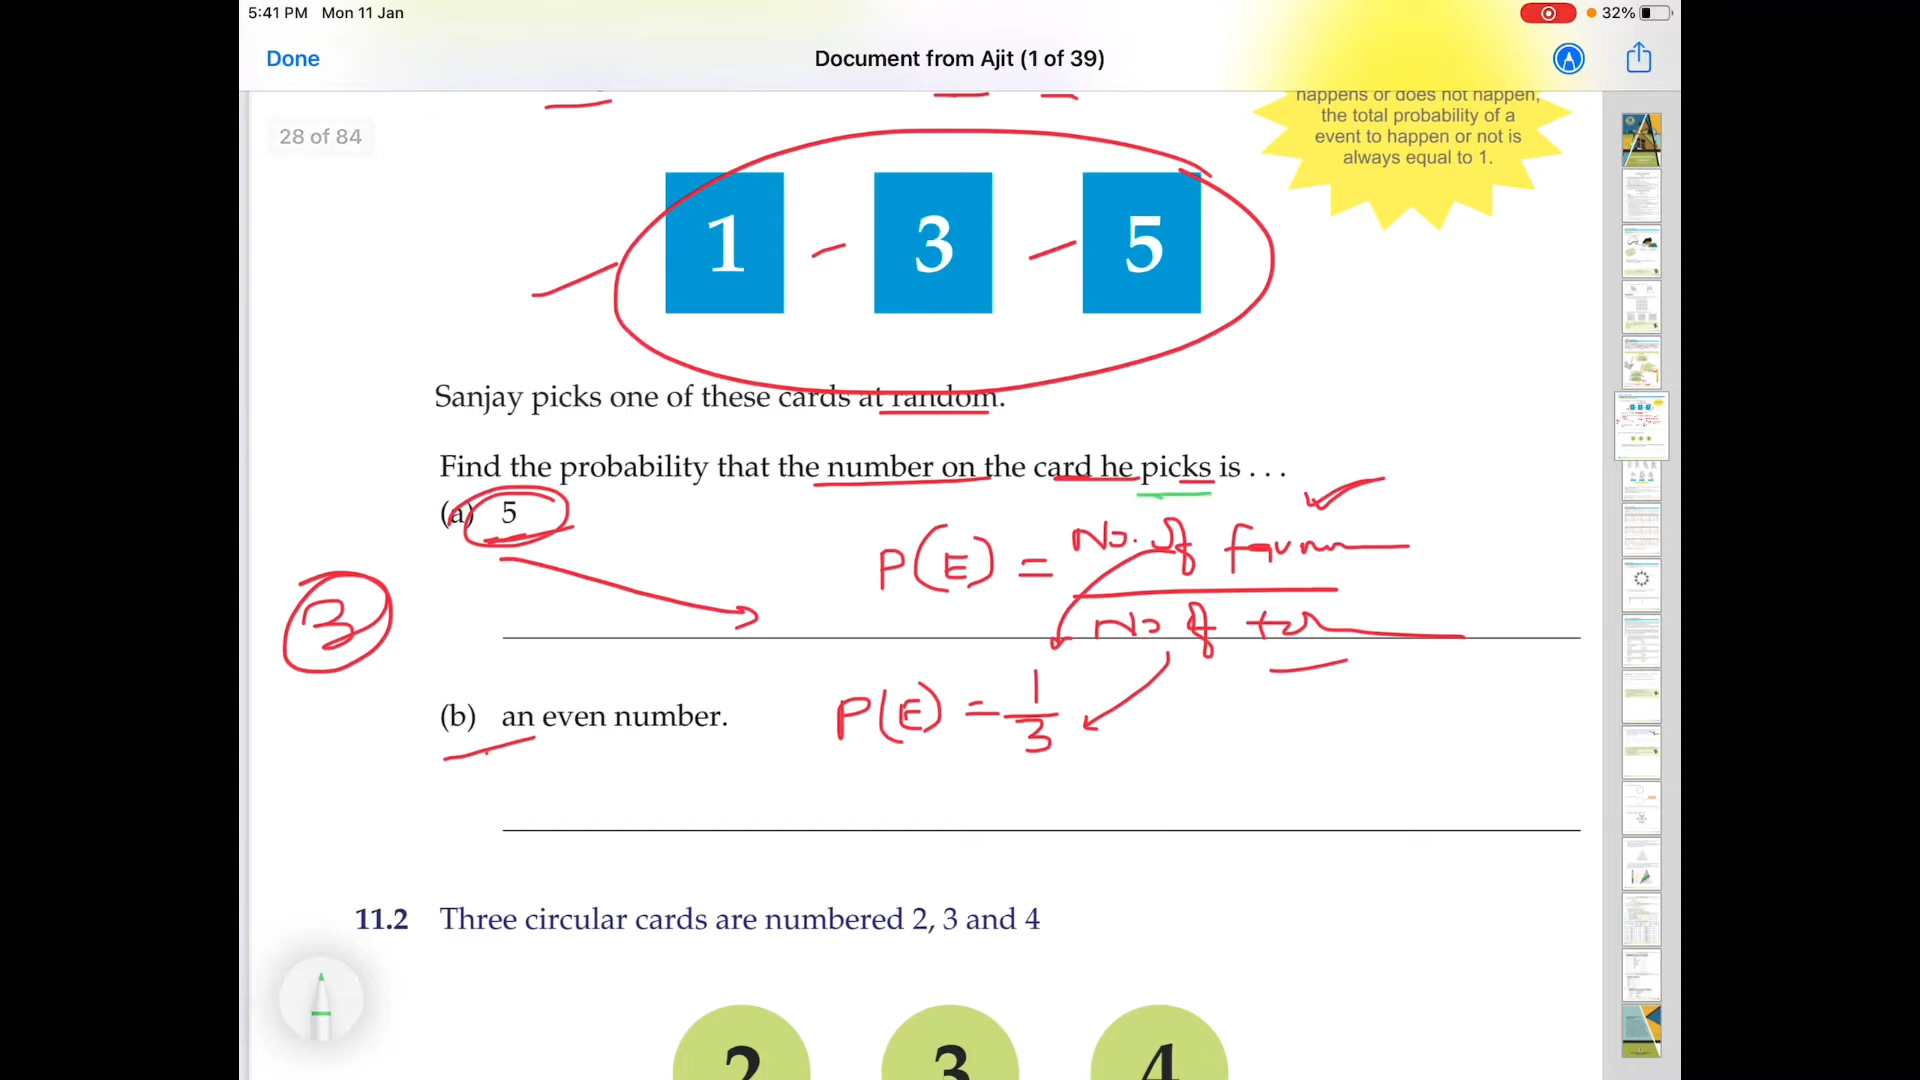 5:41 PM Mon 11 Jan
32%
Done
Document from Ajit (1 of 39)
happens or does not happen,
the total probability of a
event to happen or not is
always equal to 1.
28 of 84
1 - 3 - 5
Sanjay picks one of these cards at random.
Find the probability that the number on the card he picks is . . .
(a) 5
P(E) = No. of
No of
3
(b) an even number.
P(E) = 1/3
11.2 Three circular cards are numbered 2, 3 and 4
2 3 4